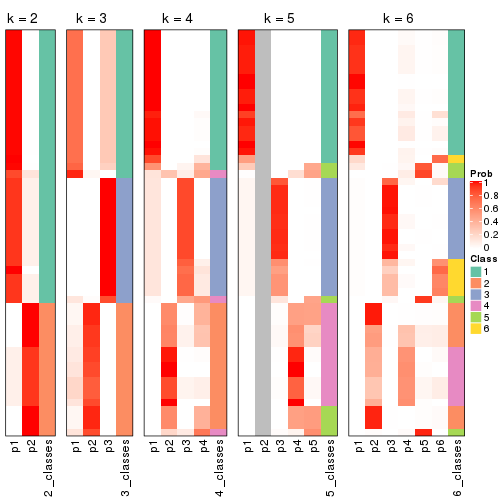 k = 2
k = 3
k = 4
k = 5
k = 6
Prob
1
0.8
0.6
0.4
0.2
0
Class
1
2
3
4
5
6
p1
p2
2_classes
p1
p2
p3
3_classes
p1
p2
p3
p4
4_classes
p1
p2
p3
p4
p5
5_classes
p1
p2
p3
p4
p5
p6
6_classes